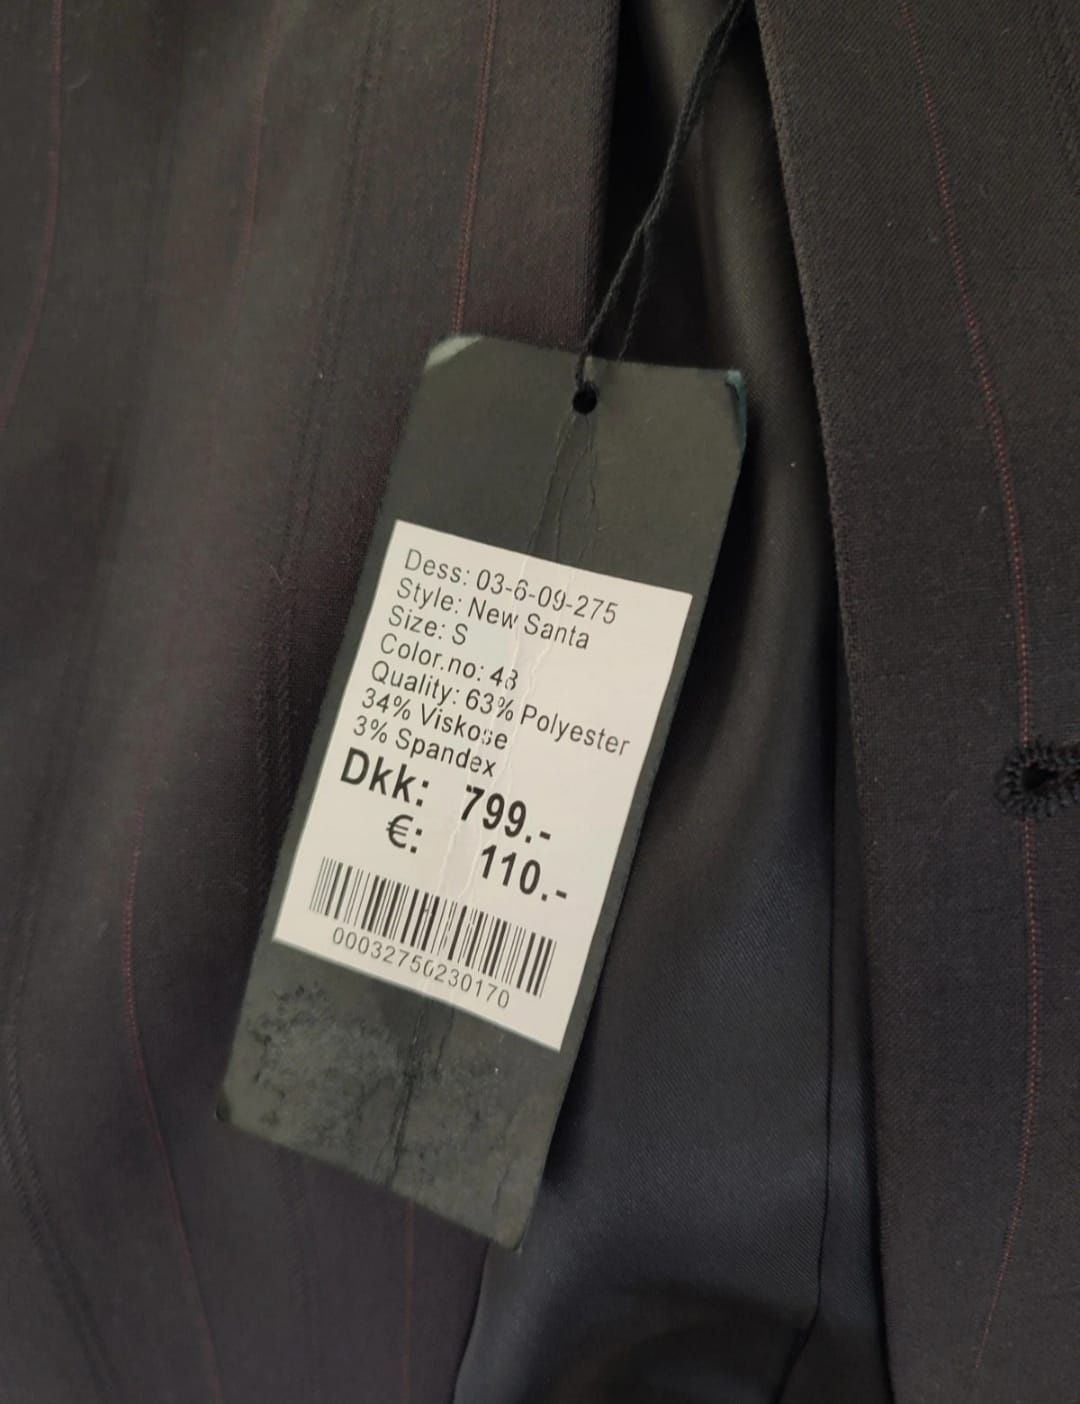 Dess: 03-6-09-275
Style: New Santa
Size: S
Color.no: 48
Quality: 63% Polyester
34% Viskose
3% Spandex
Dkk: 799.-
€: 110.-
00032750230170